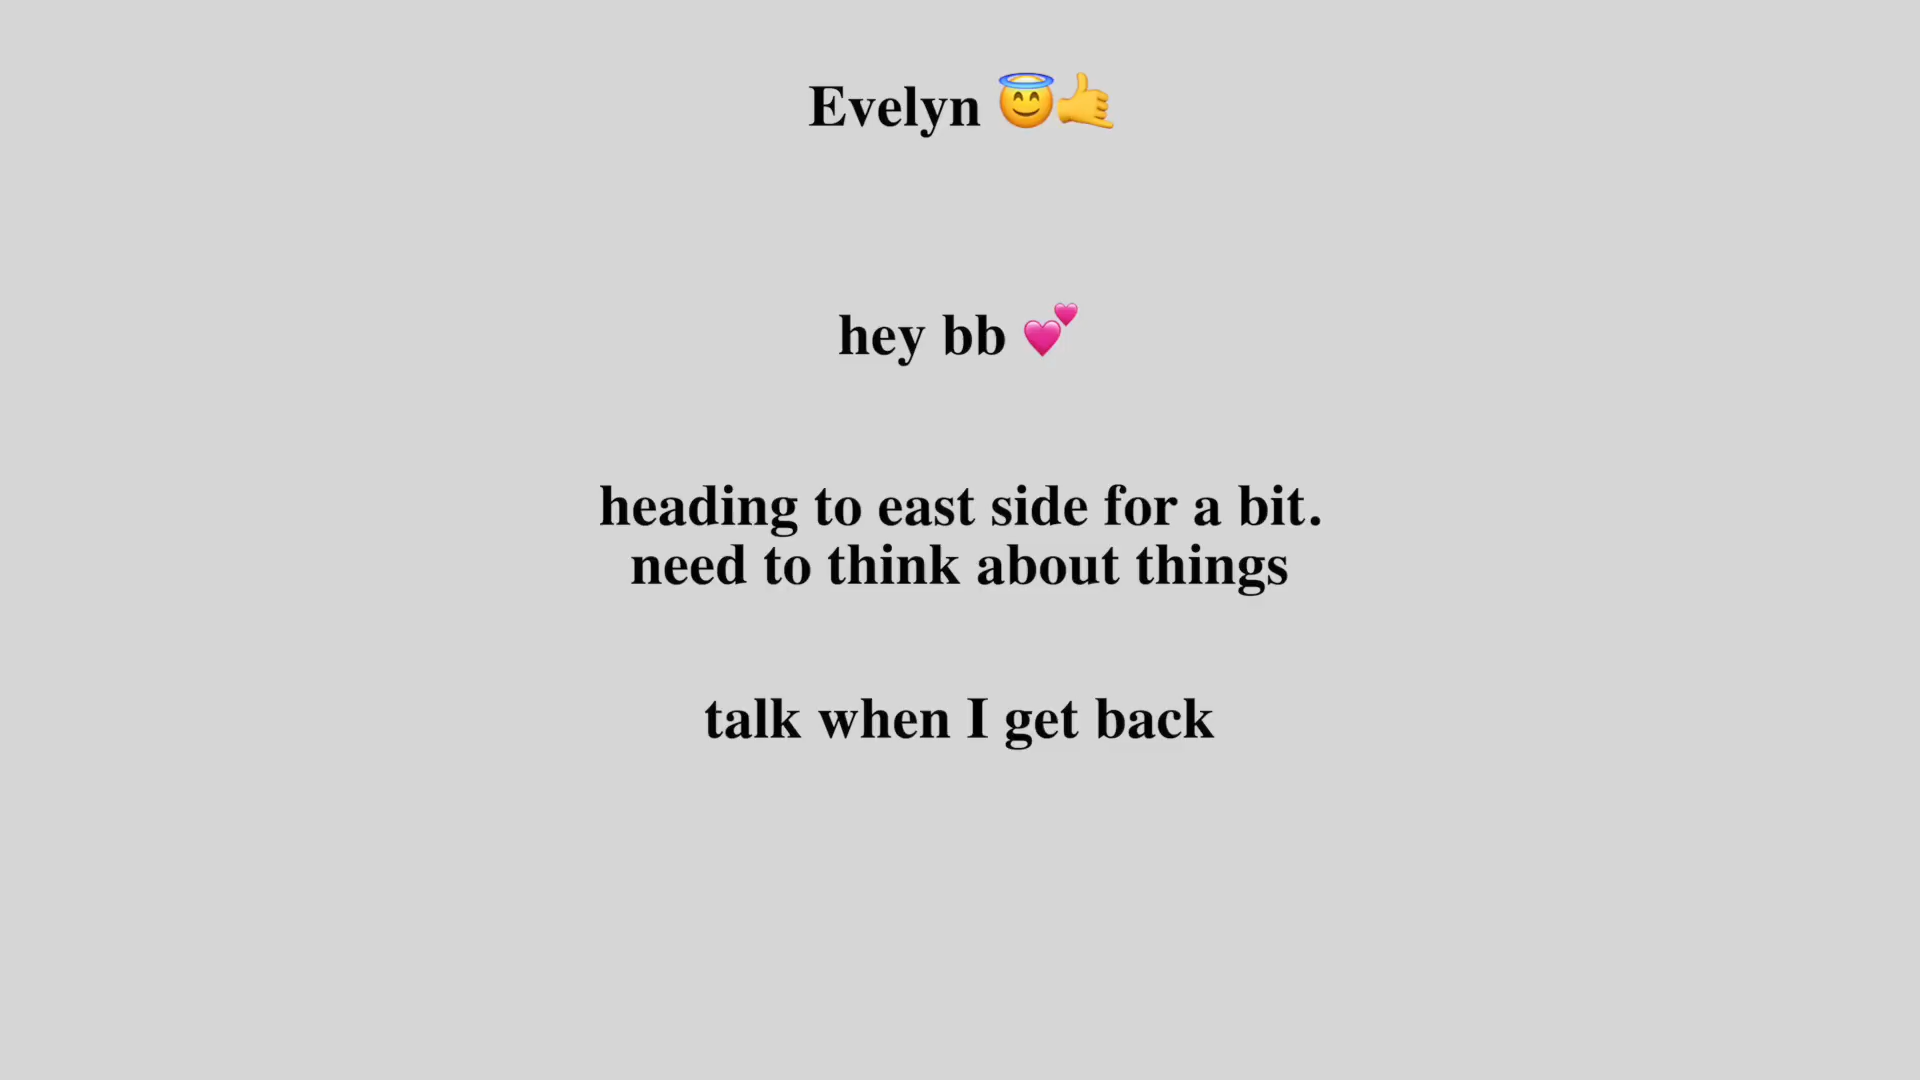 Evelyn 😇🤙
hey bb 💕
heading to east side for a bit.
need to think about things
talk when I get back